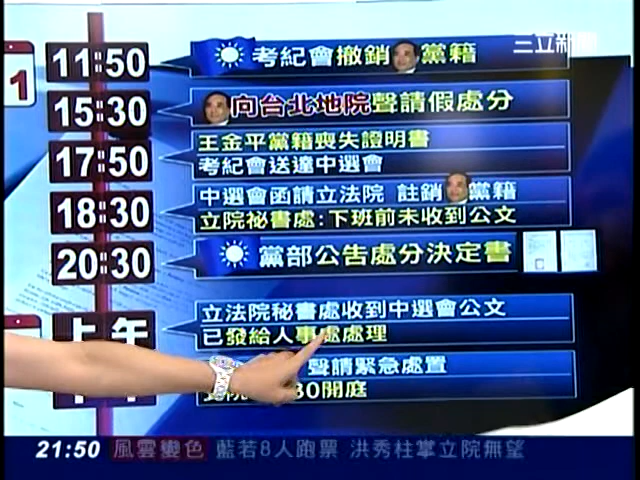 三立新聞
1
11:50
考紀會撤銷 黨籍
15:30
向台北地院聲請假處分
17:50
王金平黨籍喪失證明書
考紀會送達中選會
18:30
中選會函請立法院 註銷 黨籍
立院祕書處:下班前未收到公文
20:30
黨部公告處分決定書
上午
立法院秘書處收到中選會公文
已發給人事處處理
聲請緊急處置
30開庭
21:50 風雲變色 藍若8人跑票 洪秀柱掌立院無望